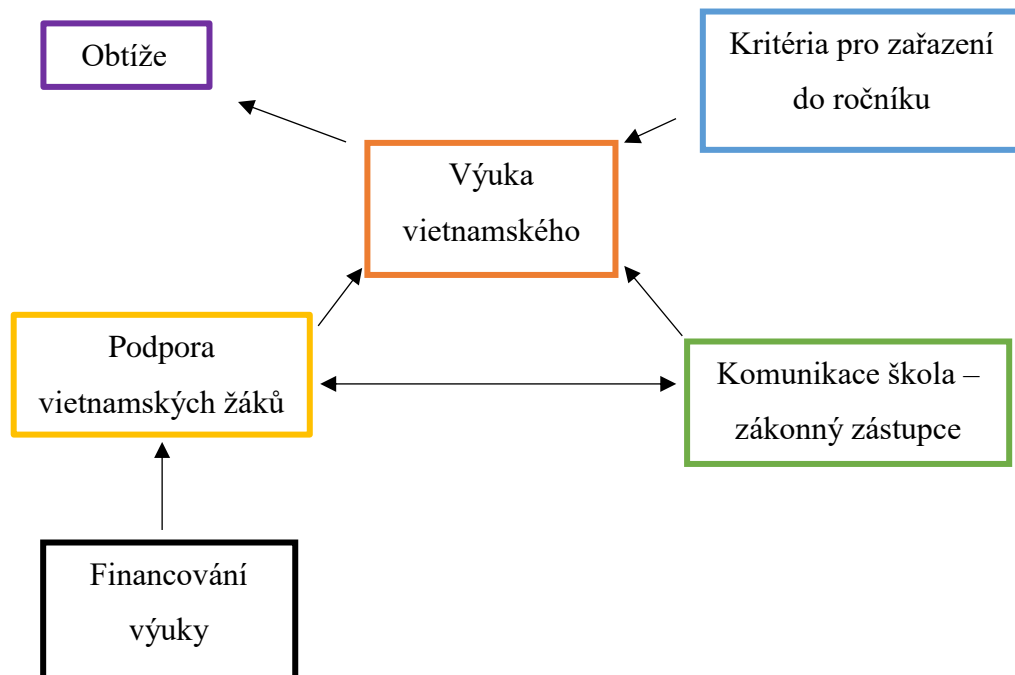 Obtíže
Kritéria pro zařazení
do ročníku
Výuka
vietnamského
Podpora
vietnamských žáků
Komunikace škola –
zákonný zástupce
Financování
výuky